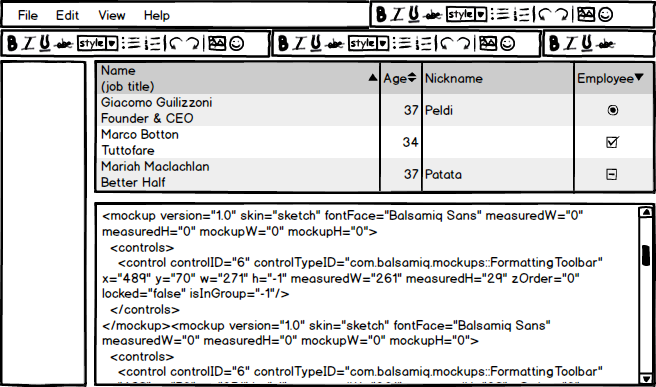 File Edit View Help B I U abc style
B I U abc style B I U abc style B I U abc
Name Age Nickname Employee
(job title)
Giacomo Guilizzoni
Founder & CEO
37 Peldi
Marco Botton
Tuttofare
34
Mariah Maclachlan
Better Half
37 Patata
<mockup version="1.0" skin="sketch" fontFace="Balsamiq Sans" measuredW="0"
measuredH="0" mockupW="0" mockupH="0">
<controls>
<control controlID="6" controlTypeID="com.balsamiq.mockups::FormattingToolbar"
x="489" y="70" w="271" h="-1" measuredW="261" measuredH="29" zOrder="0"
locked="false" isInGroup="-1"/>
</controls>
</mockup><mockup version="1.0" skin="sketch" fontFace="Balsamiq Sans"
measuredW="0" measuredH="0" mockupW="0" mockupH="0">
<controls>
<control controlID="6" controlTypeID="com.balsamiq.mockups::FormattingToolbar"